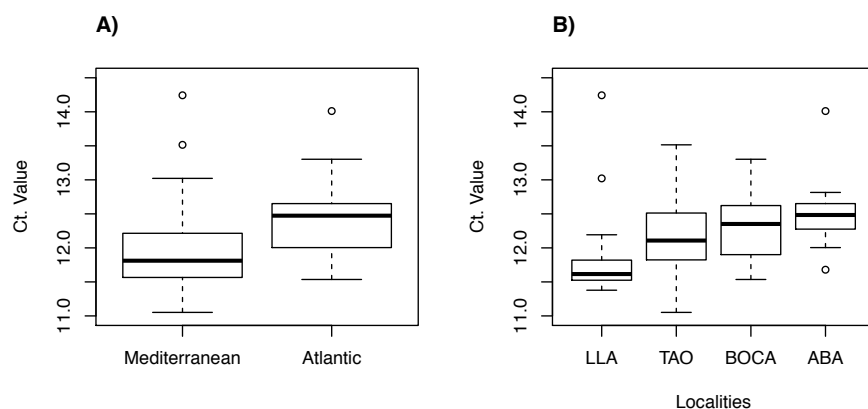 A)
Ct. Value
14.0
13.0
12.0
11.0
Mediterranean Atlantic
B)
Ct. Value
14.0
13.0
12.0
11.0
LLA TAO BOCA ABA
Localities